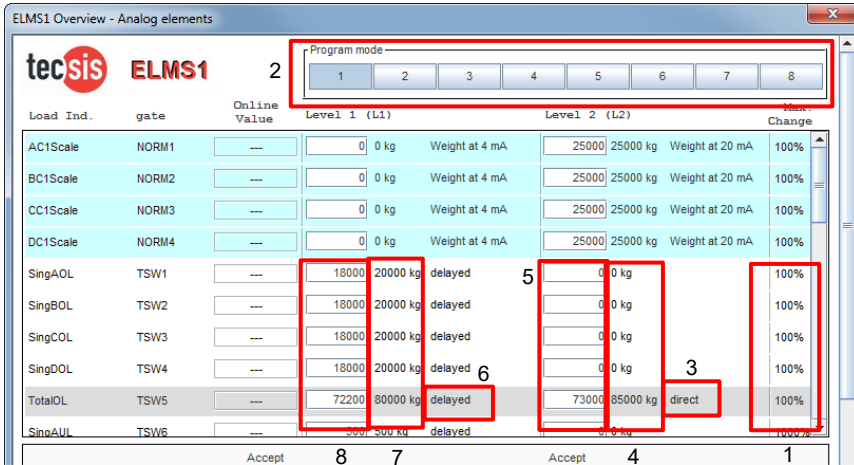 ELMS1 Overview - Analog elements
tecsis ELMS1
Program mode
2 1 2 3 4 5 6 7 8
Load Ind. gate Online Value Level 1 (L1) Level 2 (L2) Max. Change
AC1Scale NORM1 --- 0 0 kg Weight at 4 mA 25000 25000 kg Weight at 20 mA 100%
BC1Scale NORM2 --- 0 0 kg Weight at 4 mA 25000 25000 kg Weight at 20 mA 100%
CC1Scale NORM3 --- 0 0 kg Weight at 4 mA 25000 25000 kg Weight at 20 mA 100%
DC1Scale NORM4 --- 0 0 kg Weight at 4 mA 25000 25000 kg Weight at 20 mA 100%
SingAOL TSW1 --- 18000 20000 kg delayed 5 0 0 kg 100%
SingBOL TSW2 --- 18000 20000 kg delayed 0 0 kg 100%
SingCOL TSW3 --- 18000 20000 kg delayed 0 0 kg 100%
SingDOL TSW4 --- 18000 20000 kg delayed 0 0 kg 100%
6 3
TotalOL TSW5 --- 72200 80000 kg delayed 73000 85000 kg direct 100%
SingAUL TSW6 --- 500 500 kg delayed 0 0 kg 1000%
Accept 8 7 Accept 4 1